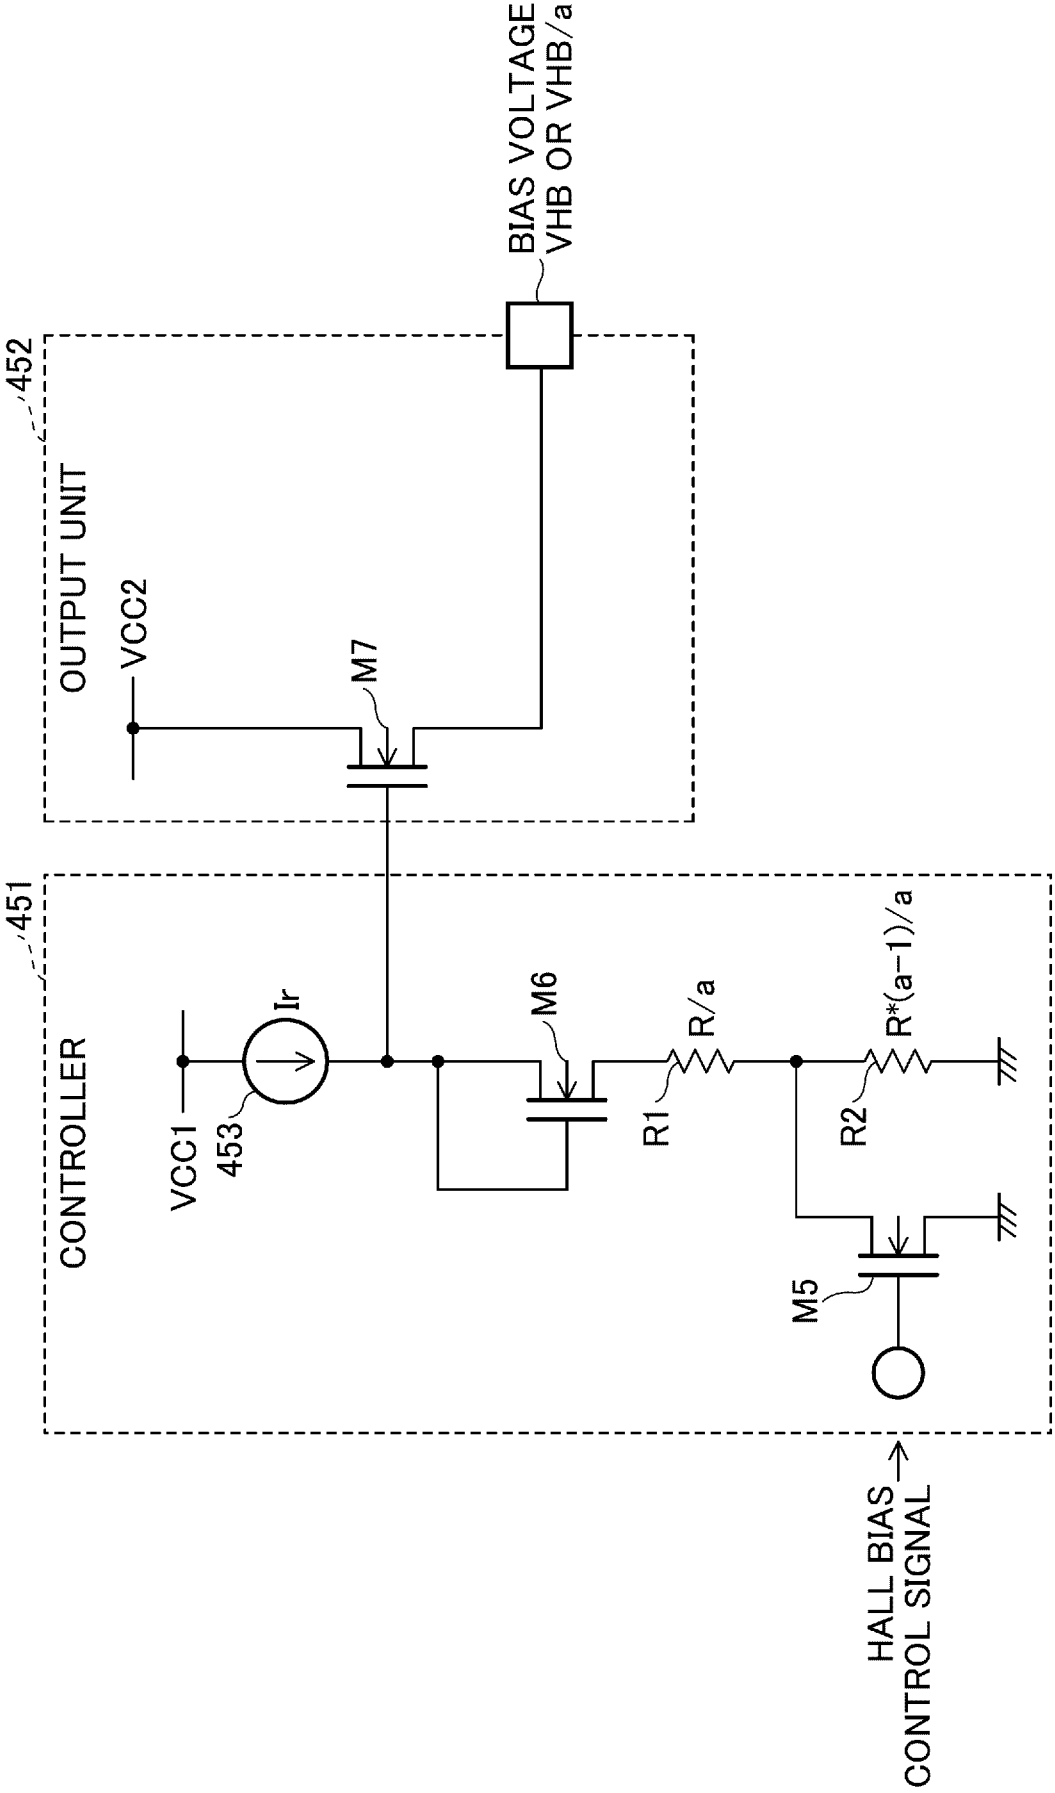 451
CONTROLLER
VCC1
453
Ir
M6
R1
R/a
R2
R*(a-1)/a
M5
HALL BIAS
CONTROL SIGNAL
452
OUTPUT UNIT
VCC2
M7
BIAS VOLTAGE
VHB OR VHB/a